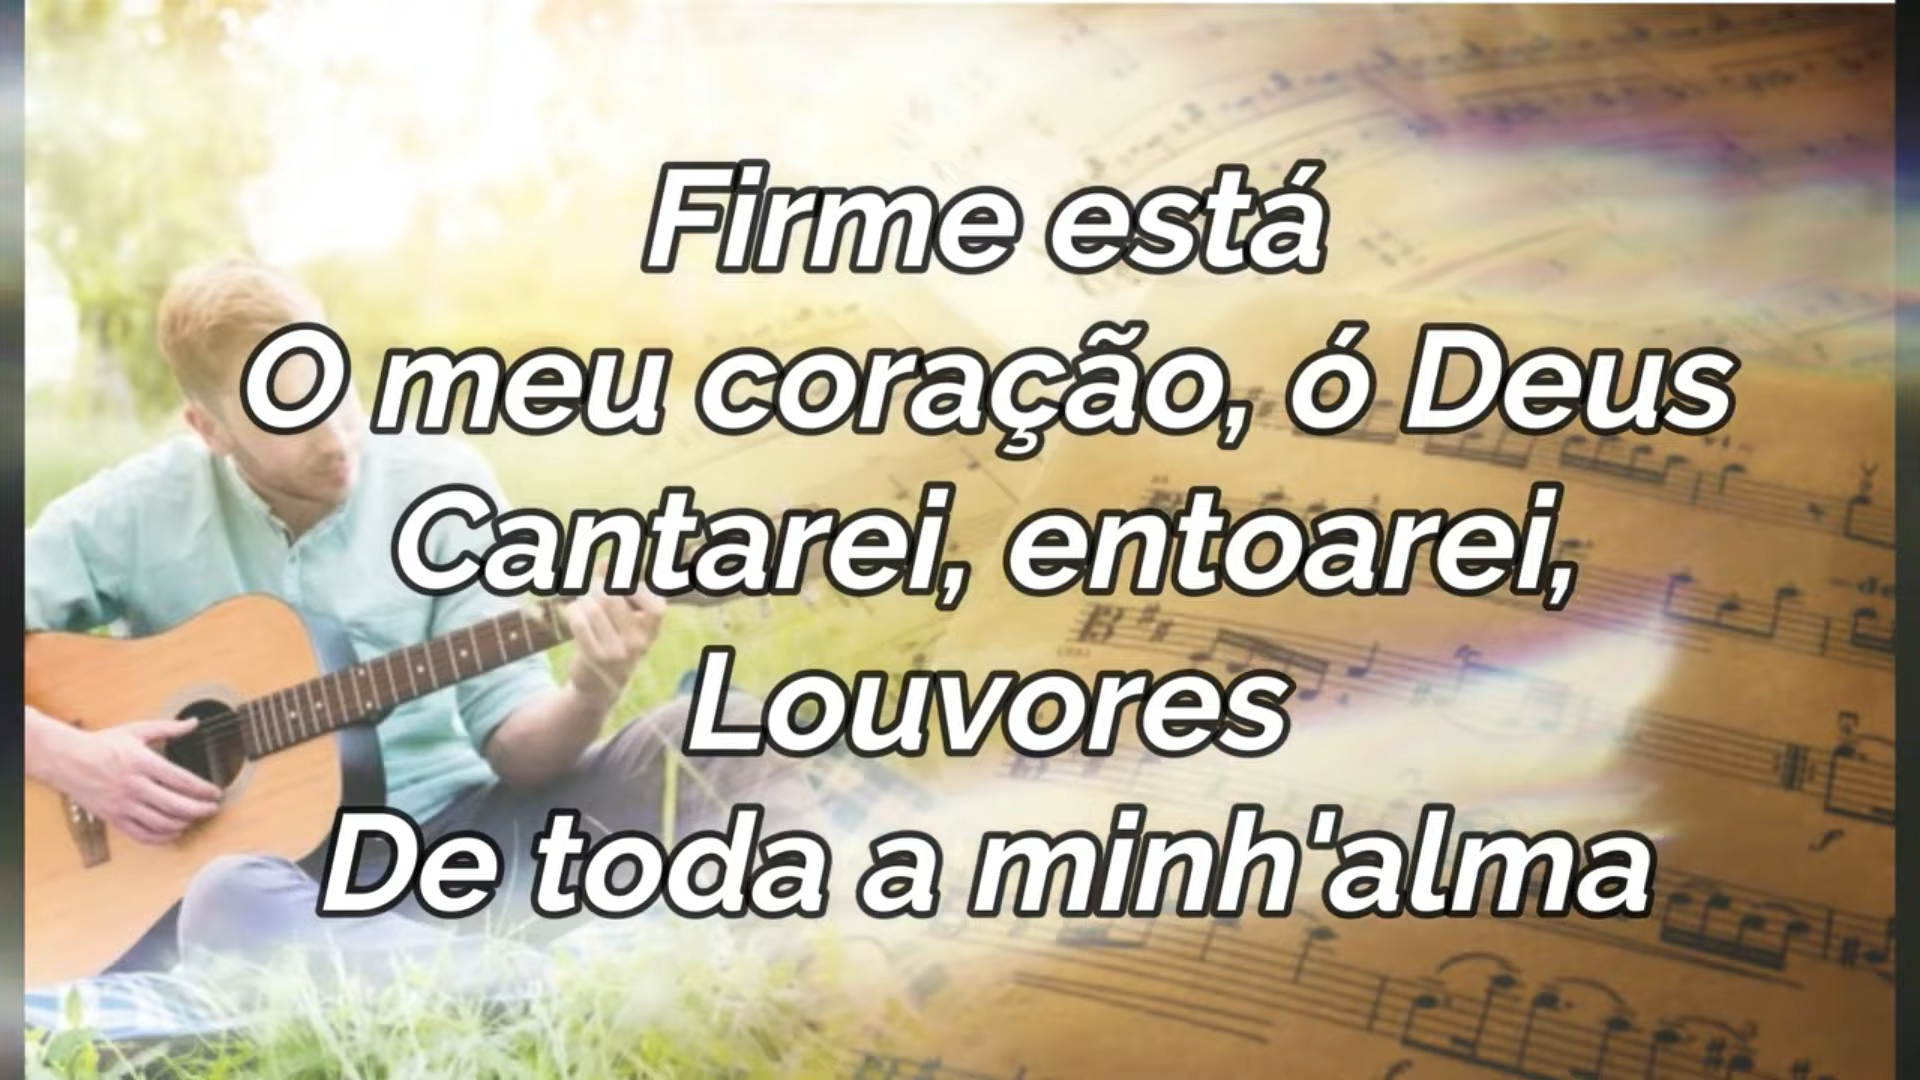 Firme está
O meu coração, ó Deus
Cantarei, entoarei,
Louvores
De toda a minh'alma